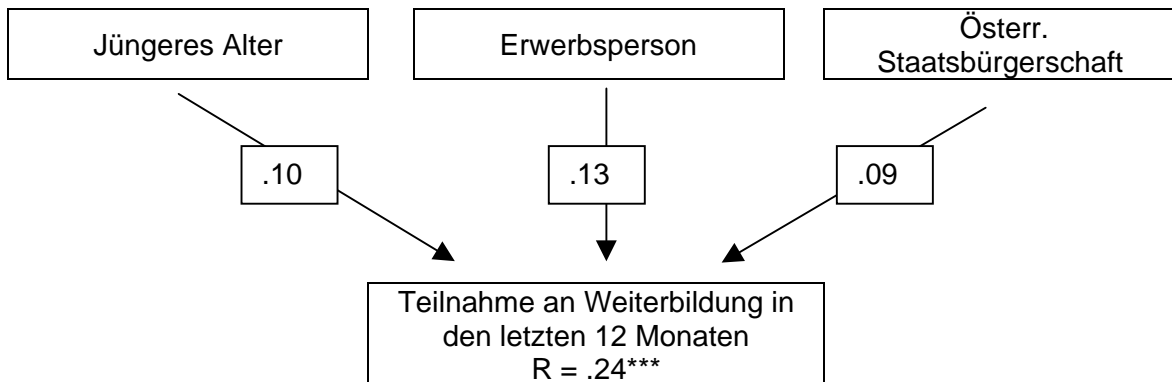 Jüngeres Alter
Erwerbsperson
Österr.
Staatsbürgerschaft
.10
.13
.09
Teilnahme an Weiterbildung in
den letzten 12 Monaten
R = .24***